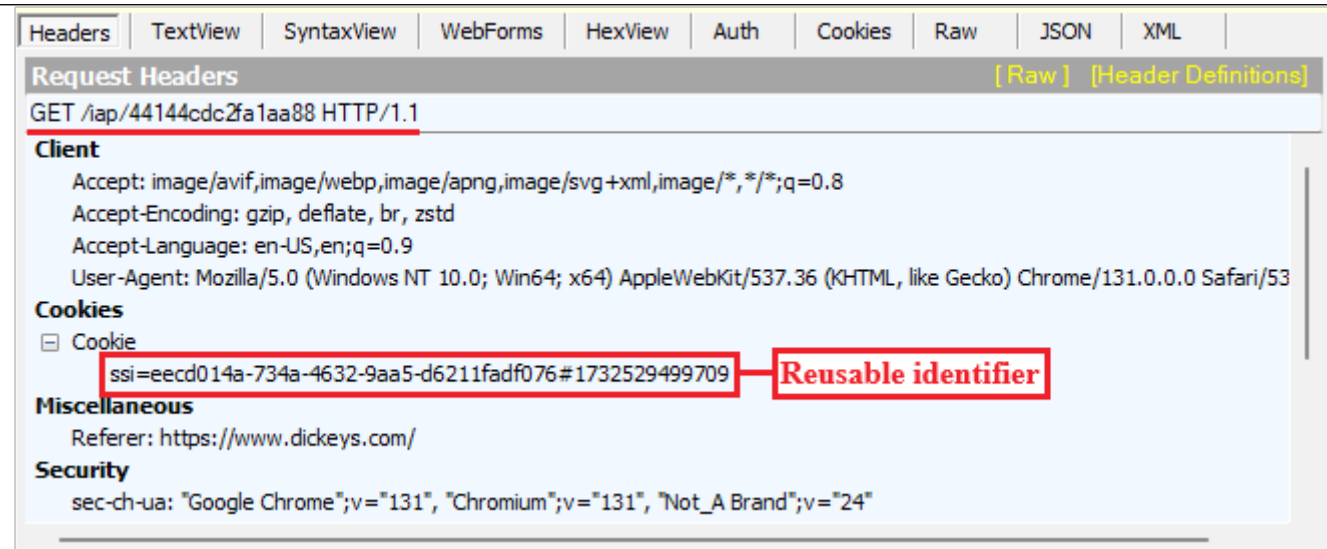 Headers TextView SyntaxView WebForms HexView Auth Cookies Raw JSON XML
Request Headers [ Raw ] [Header Definitions]
GET /iap/44144cdc2fa1aa88 HTTP/1.1
Client
Accept: image/avif,image/webp,image/apng,image/svg+xml,image/*,*/*;q=0.8
Accept-Encoding: gzip, deflate, br, zstd
Accept-Language: en-US,en;q=0.9
User-Agent: Mozilla/5.0 (Windows NT 10.0; Win64; x64) AppleWebKit/537.36 (KHTML, like Gecko) Chrome/131.0.0.0 Safari/53
Cookies
Cookie
ssi=eecd014a-734a-4632-9aa5-d6211fadf076#1732529499709 Reusable identifier
Miscellaneous
Referer: https://www.dickeys.com/
Security
sec-ch-ua: "Google Chrome";v="131", "Chromium";v="131", "Not_A Brand";v="24"